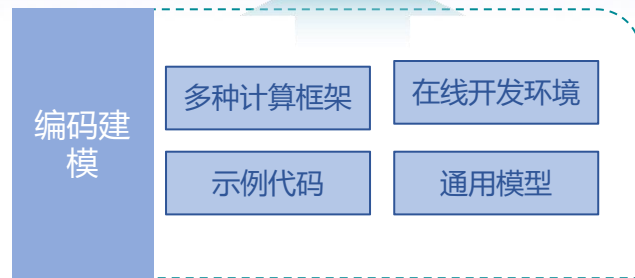 编码建
模
多种计算框架
在线开发环境
示例代码
通用模型